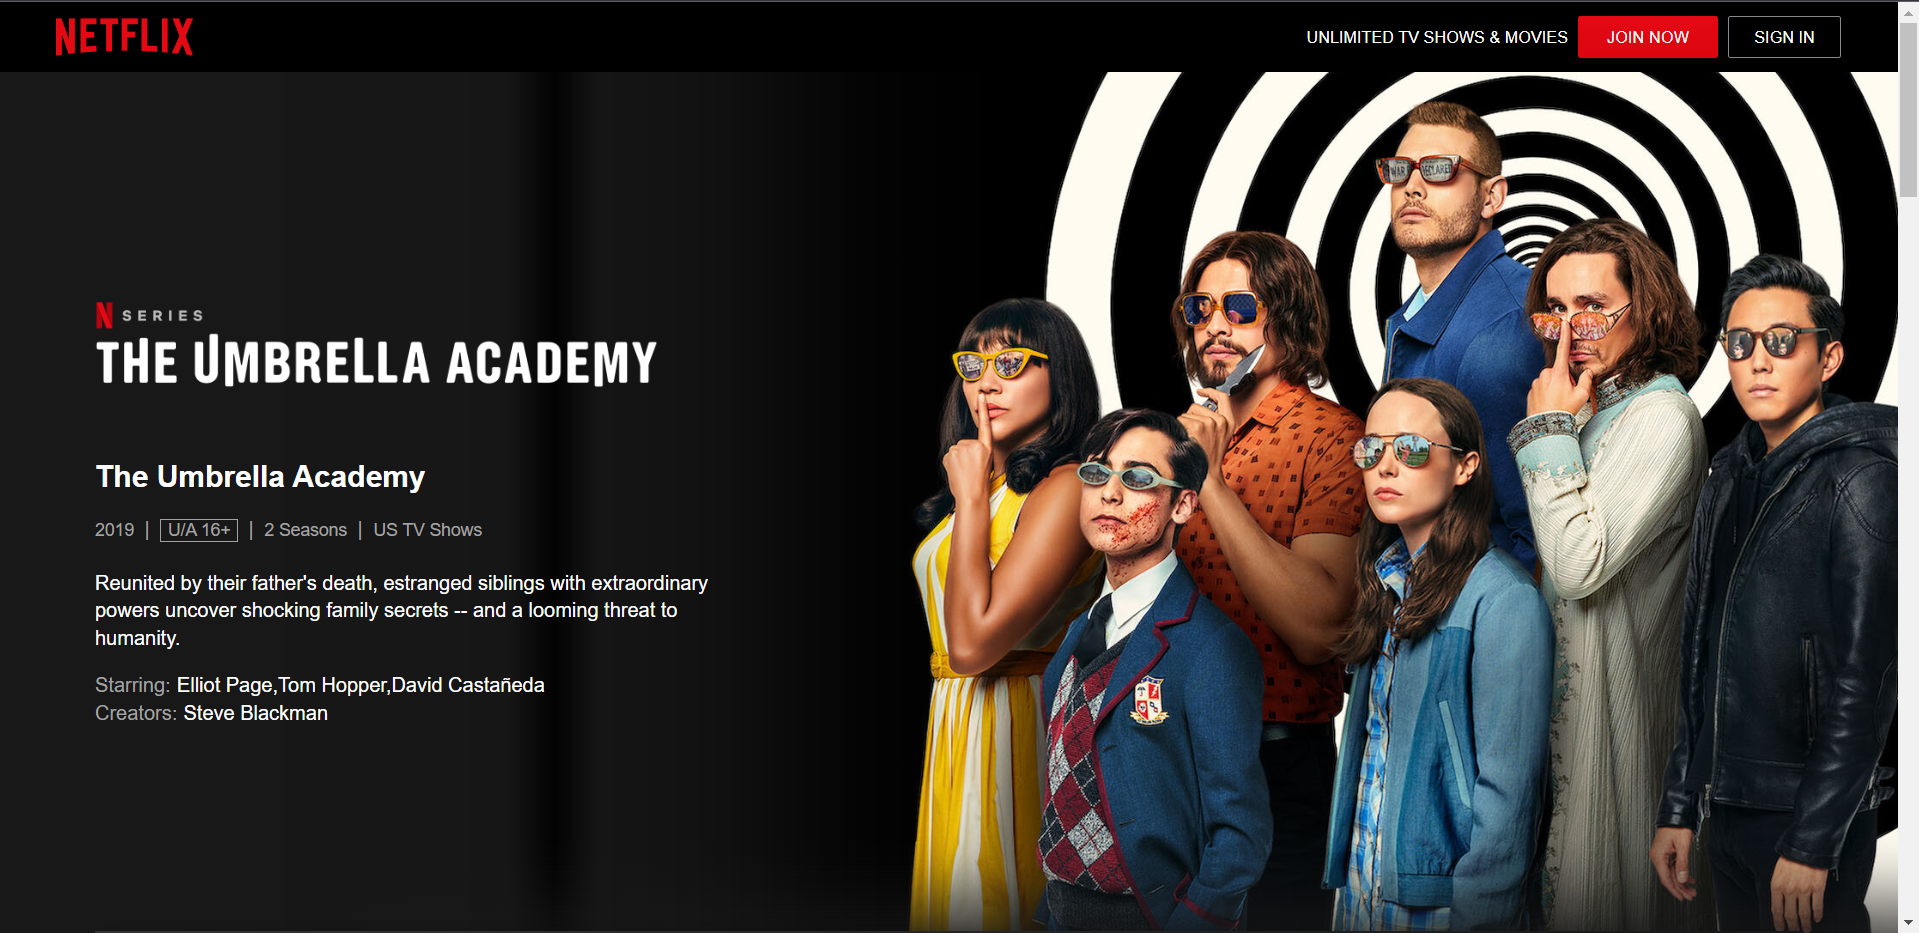 NETFLIX
UNLIMITED TV SHOWS & MOVIES
JOIN NOW
SIGN IN
WAR DECLARED
N SERIES
THE UMBRELLA ACADEMY
The Umbrella Academy
2019 | U/A 16+ | 2 Seasons | US TV Shows
Reunited by their father's death, estranged siblings with extraordinary
powers uncover shocking family secrets -- and a looming threat to
humanity.
Starring: Elliot Page,Tom Hopper,David Castañeda
Creators: Steve Blackman